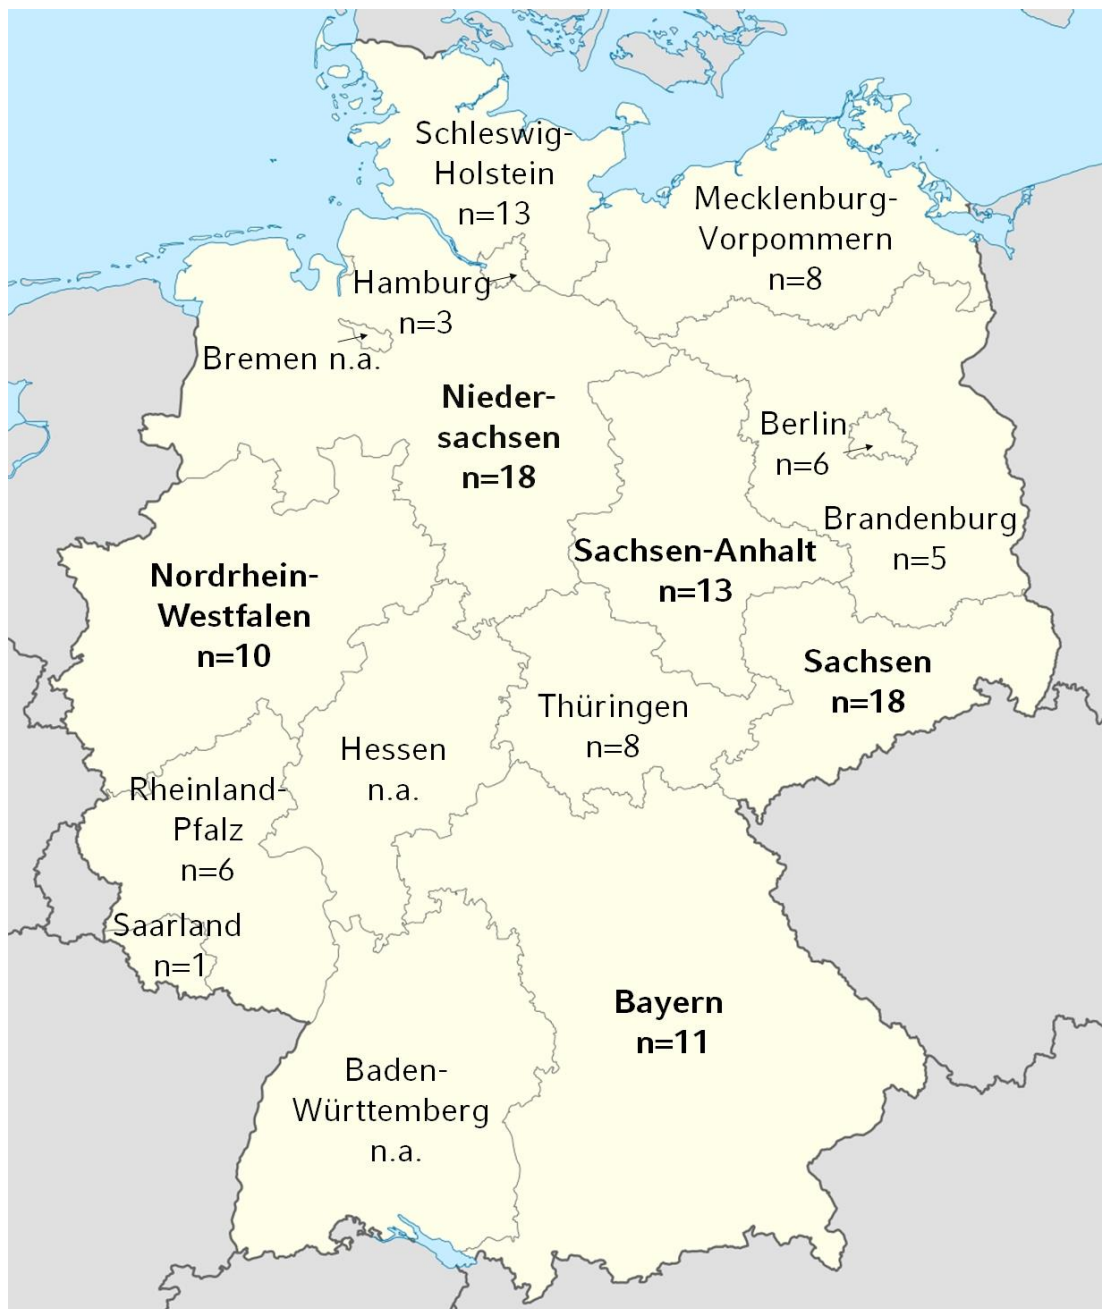 Schleswig-
Holstein
n=13
Mecklenburg-
Vorpommern
n=8
Hamburg
n=3
Bremen n.a.
Nieder-
sachsen
n=18
Berlin
n=6
Brandenburg
n=5
Sachsen-Anhalt
n=13
Nordrhein-
Westfalen
n=10
Sachsen
n=18
Thüringen
n=8
Hessen
n.a.
Rheinland-
Pfalz
n=6
Saarland
n=1
Bayern
n=11
Baden-
Württemberg
n.a.